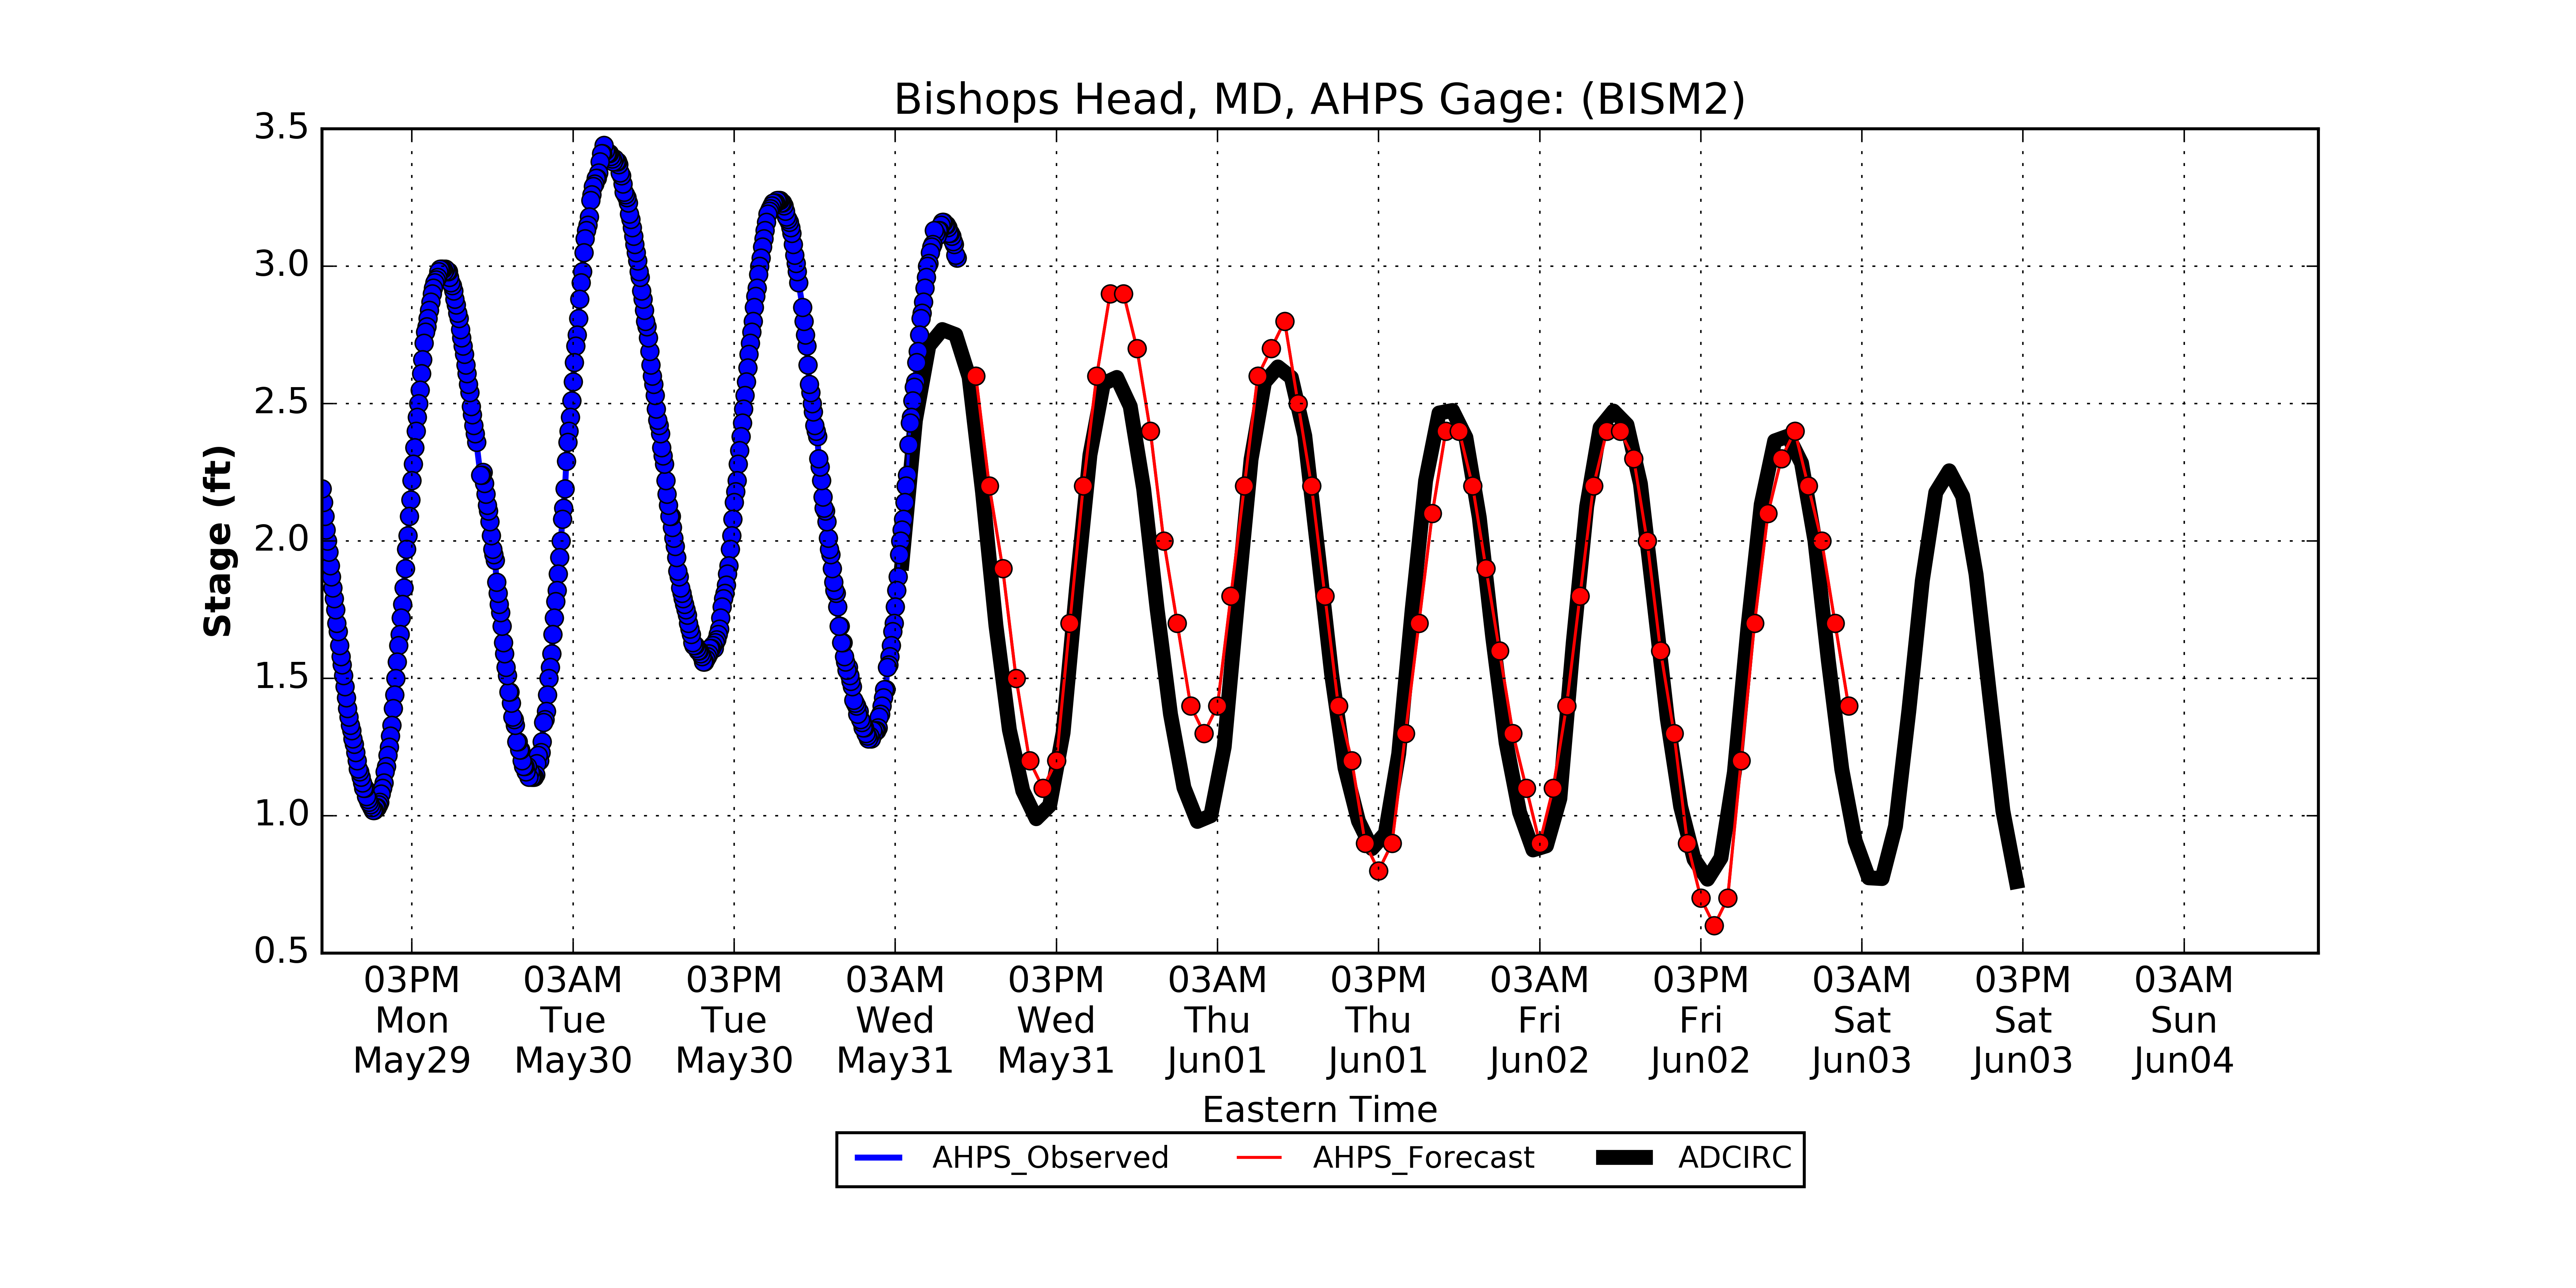 Bishops Head, MD, AHPS Gage: (BISM2)
3.5
3.0
2.5
2.0
1.5
1.0
0.5
Stage (ft)
03PM 03AM 03PM 03AM 03PM 03AM 03PM 03AM 03PM 03AM 03PM 03AM
Mon Tue Tue Wed Wed Thu Thu Fri Fri Sat Sat Sun
May29 May30 May30 May31 May31 Jun01 Jun01 Jun02 Jun02 Jun03 Jun03 Jun04
Eastern Time
AHPS_Observed AHPS_Forecast ADCIRC